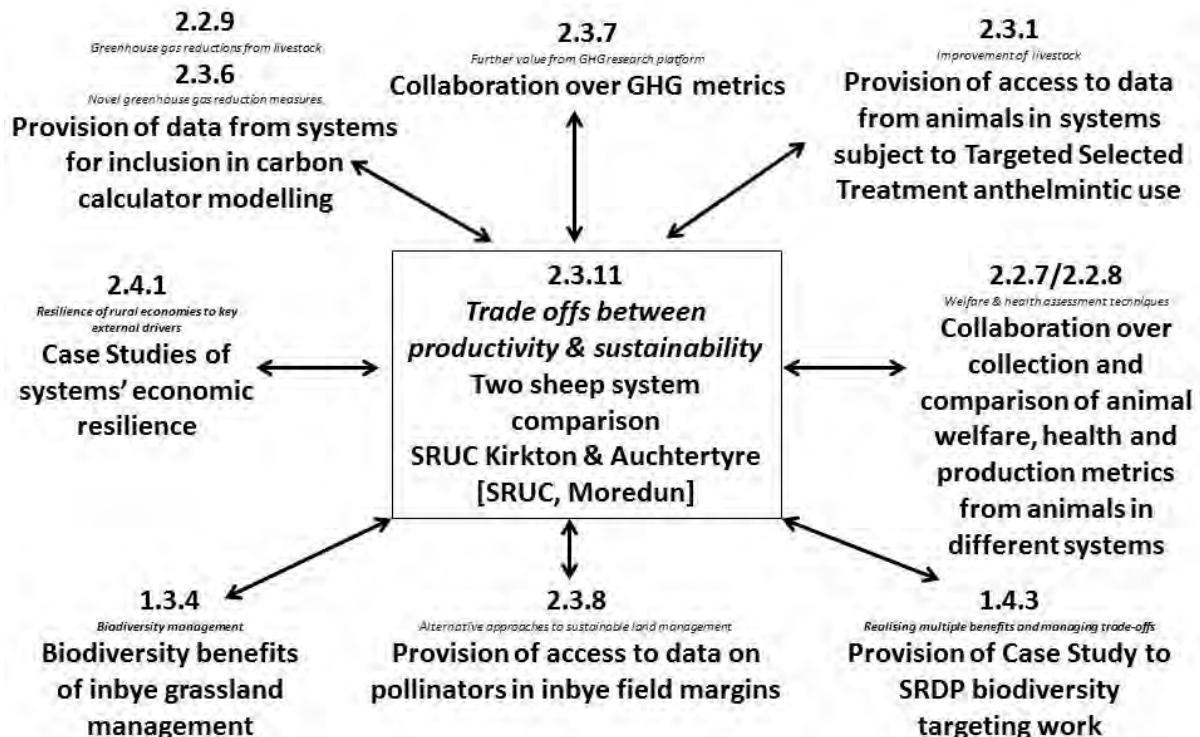 2.2.9
Greenhouse gas reductions from livestock
2.3.6
Novel greenhouse gas reduction measures.
Provision of data from systems
for inclusion in carbon
calculator modelling
2.3.7
Further value from GHG research platform
Collaboration over GHG metrics
2.3.1
Improvement of livestock
Provision of access to data
from animals in systems
subject to Targeted Selected
Treatment anthelmintic use
2.4.1
Resilience of rural economies to key
external drivers
Case Studies of
systems' economic
resilience
2.3.11
Trade offs between
productivity & sustainability
Two sheep system
comparison
SRUC Kirkton & Auchtertyre
[SRUC, Moredun]
2.2.7/2.2.8
Welfare & health assessment techniques
Collaboration over
collection and
comparison of animal
welfare, health and
production metrics
from animals in
different systems
1.3.4
Biodiversity management
Biodiversity benefits
of inbye grassland
management
2.3.8
Alternative approaches to sustainable land management
Provision of access to data on
pollinators in inbye field margins
1.4.3
Realising multiple benefits and managing trade-offs
Provision of Case Study to
SRDP biodiversity
targeting work